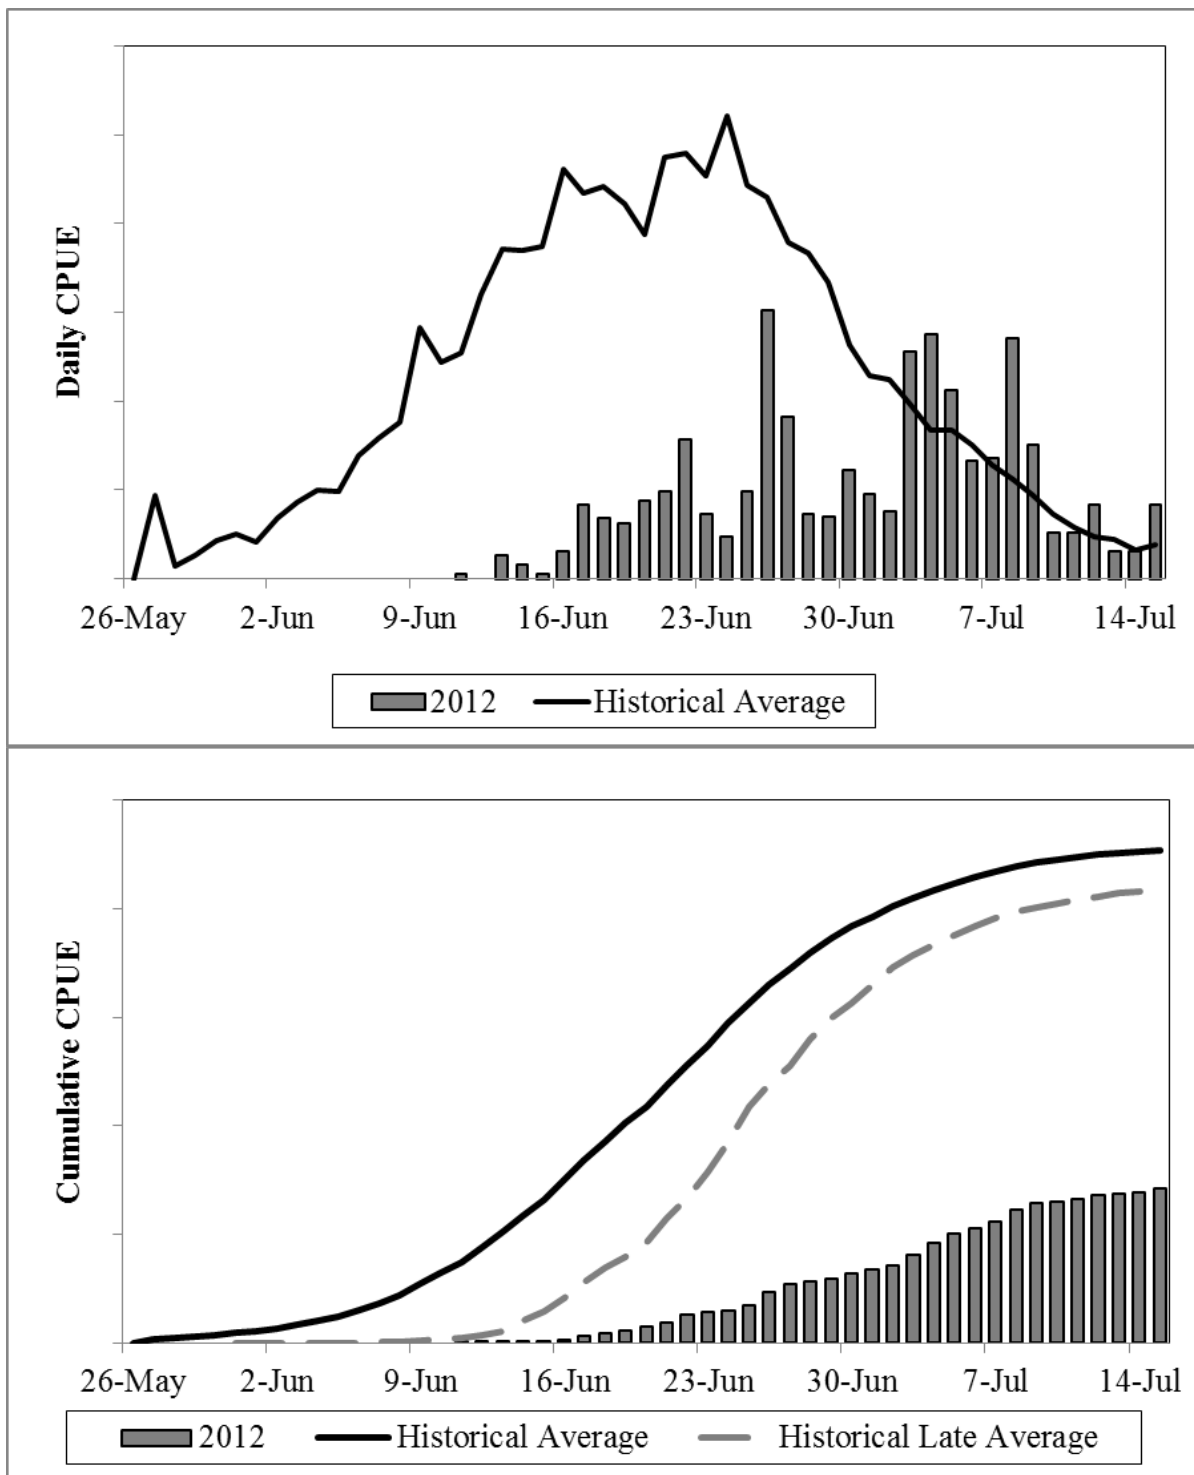 Daily CPUE
26-May 2-Jun 9-Jun 16-Jun 23-Jun 30-Jun 7-Jul 14-Jul
2012 Historical Average
Cumulative CPUE
26-May 2-Jun 9-Jun 16-Jun 23-Jun 30-Jun 7-Jul 14-Jul
2012 Historical Average Historical Late Average